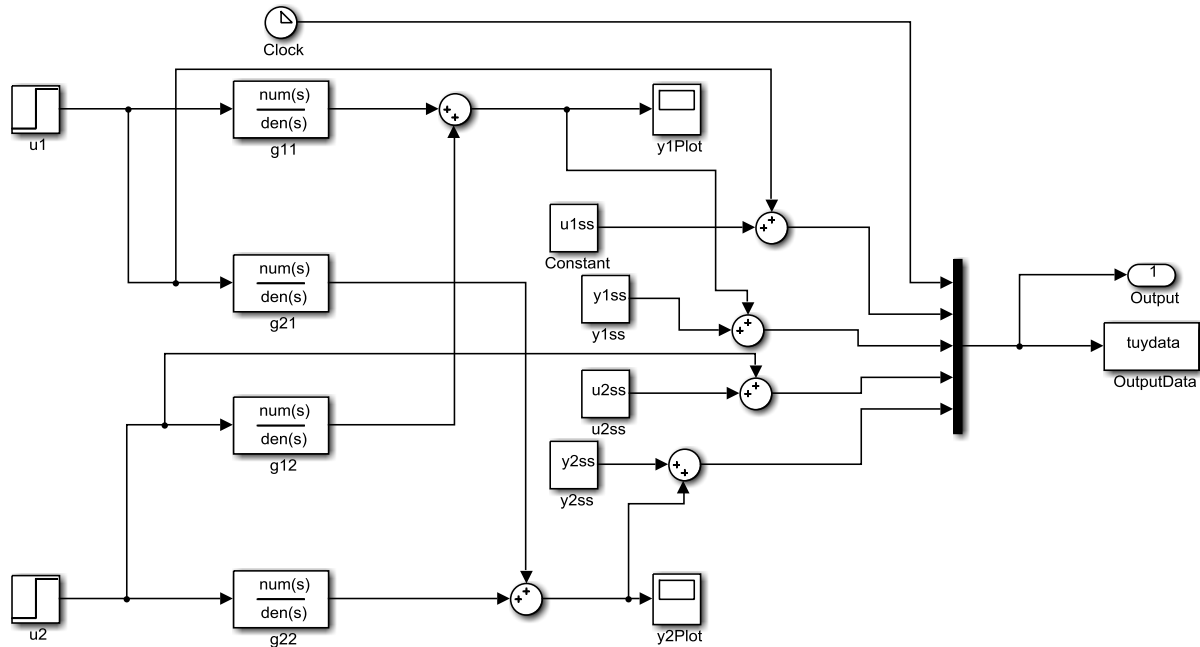 Clock
u1
num(s)
den(s)
g11
+
+
y1Plot
u1ss
Constant
+
+
num(s)
den(s)
g21
y1ss
y1ss
+
+
1
Output
tuydata
OutputData
u2ss
u2ss
+
+
num(s)
den(s)
g12
y2ss
y2ss
+
+
u2
num(s)
den(s)
g22
+
+
y2Plot